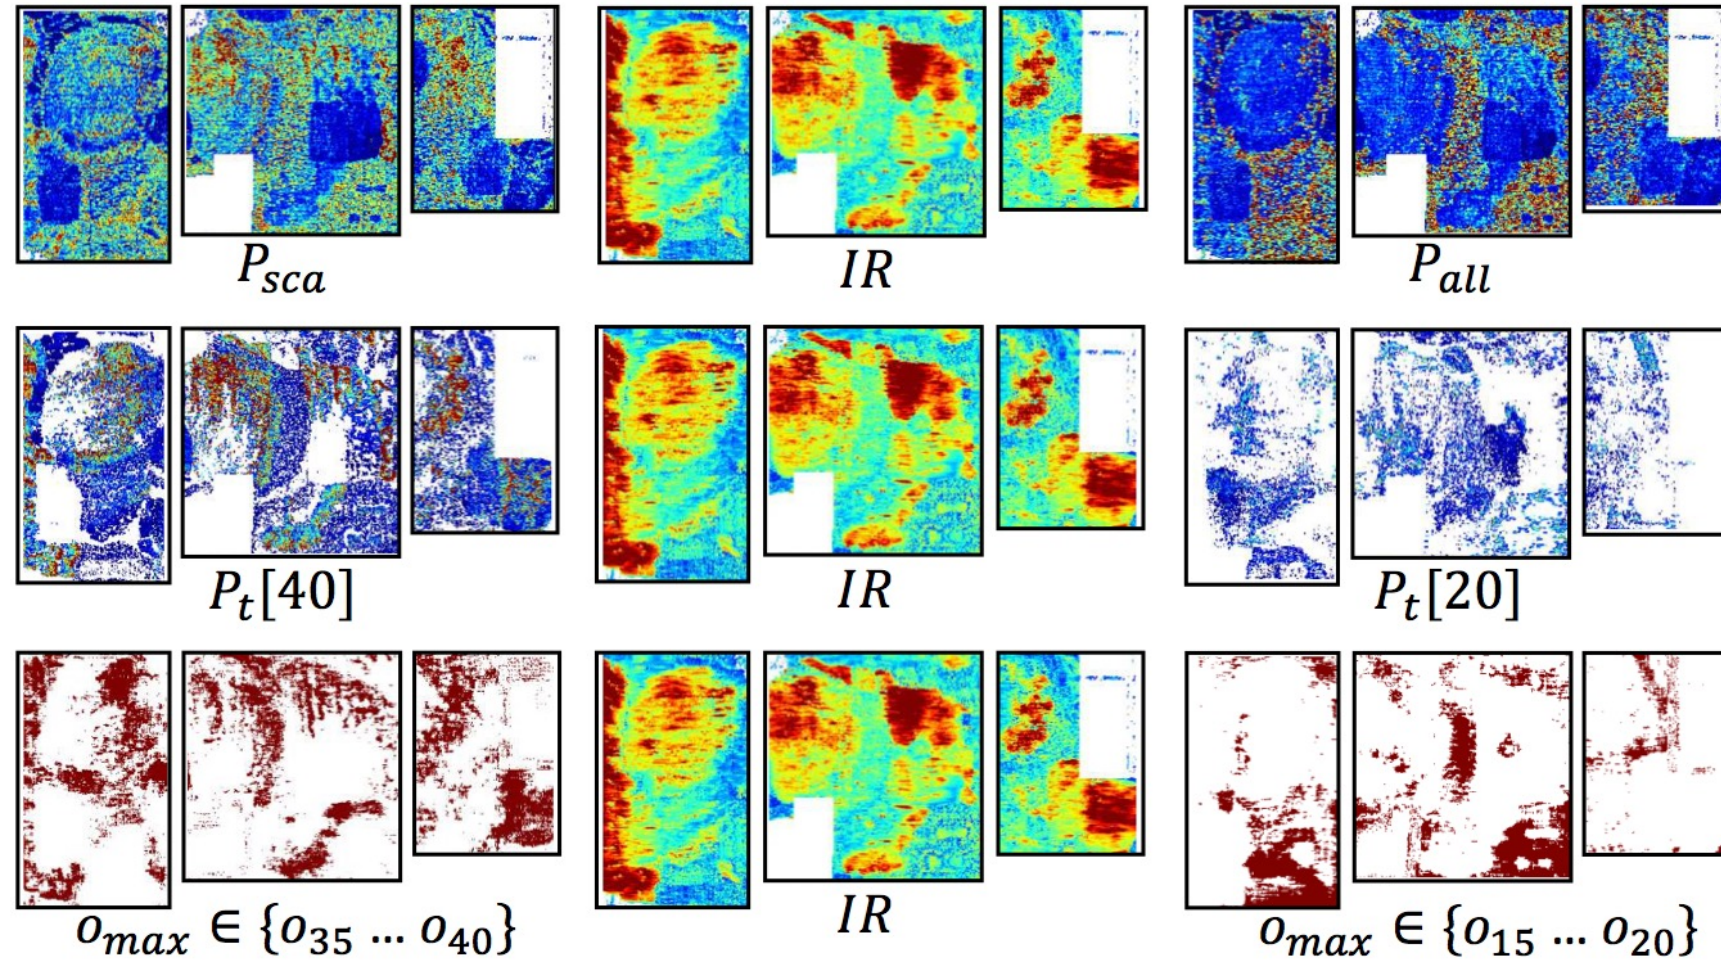 P_sca IR P_all
P_t[40] IR P_t[20]
o_max ∈ {o_35 ... o_40} IR o_max ∈ {o_15 ... o_20}